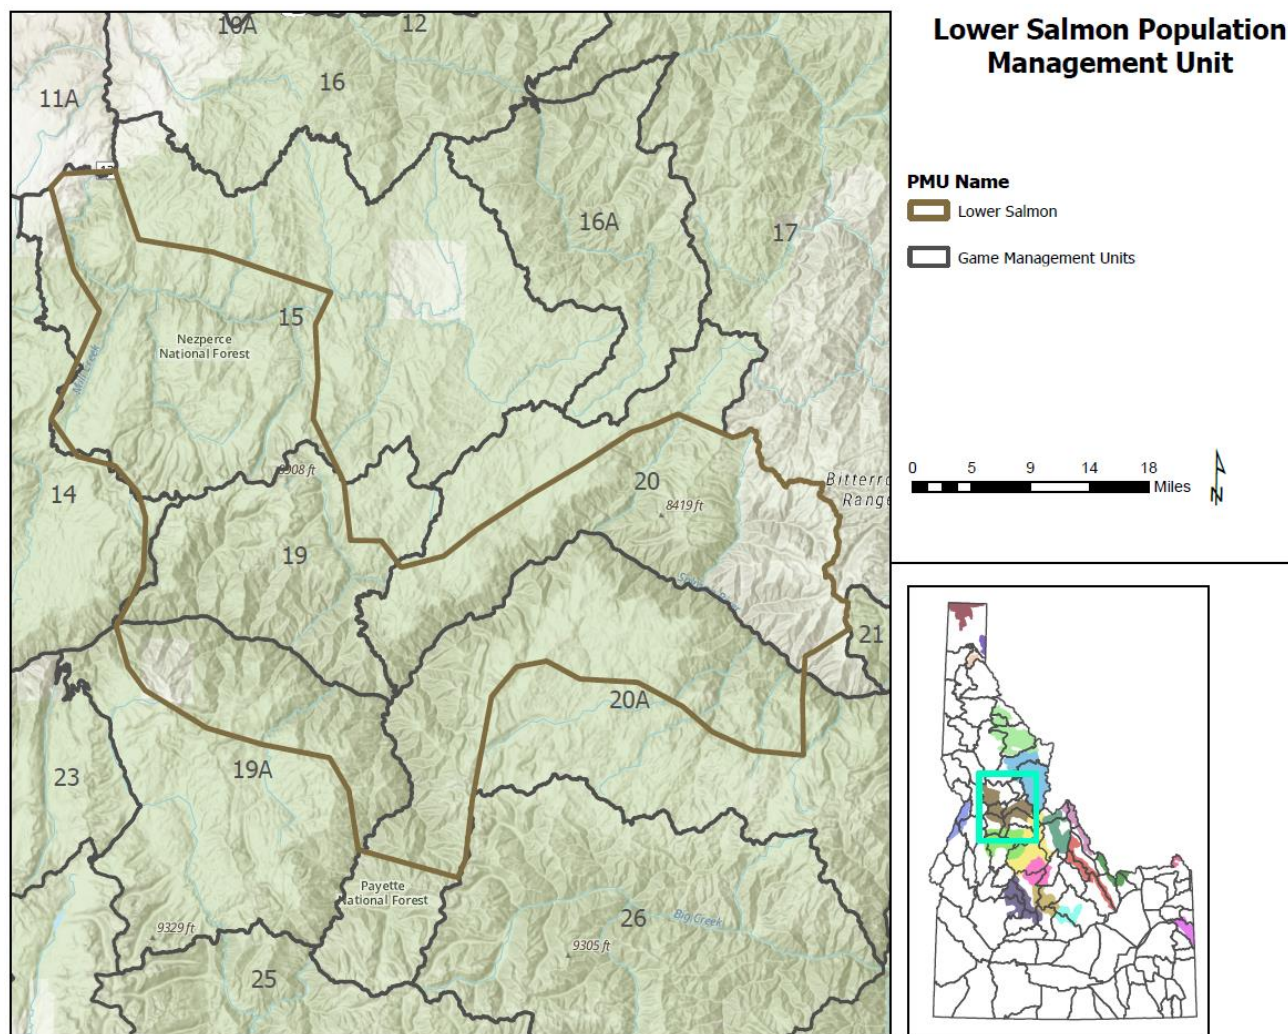 Lower Salmon Population
Management Unit
PMU Name
Lower Salmon
Game Management Units
0 5 9 14 18
Miles
N
10A
12
16
11A
16A
17
15
Nezperce
National Forest
Mill Creek
8908 ft
14
20
8419 ft
Range
19
21
20A
23
19A
Payette
National Forest
9329 ft
26
Big Creek
9305 ft
25